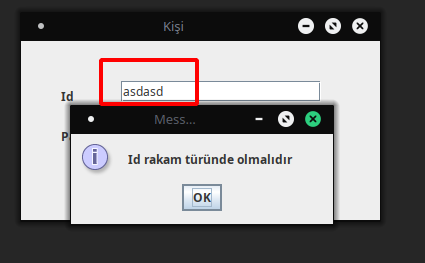 Kişi
Id
asdasd
P
Mess...
Id rakam türünde olmalıdır
OK